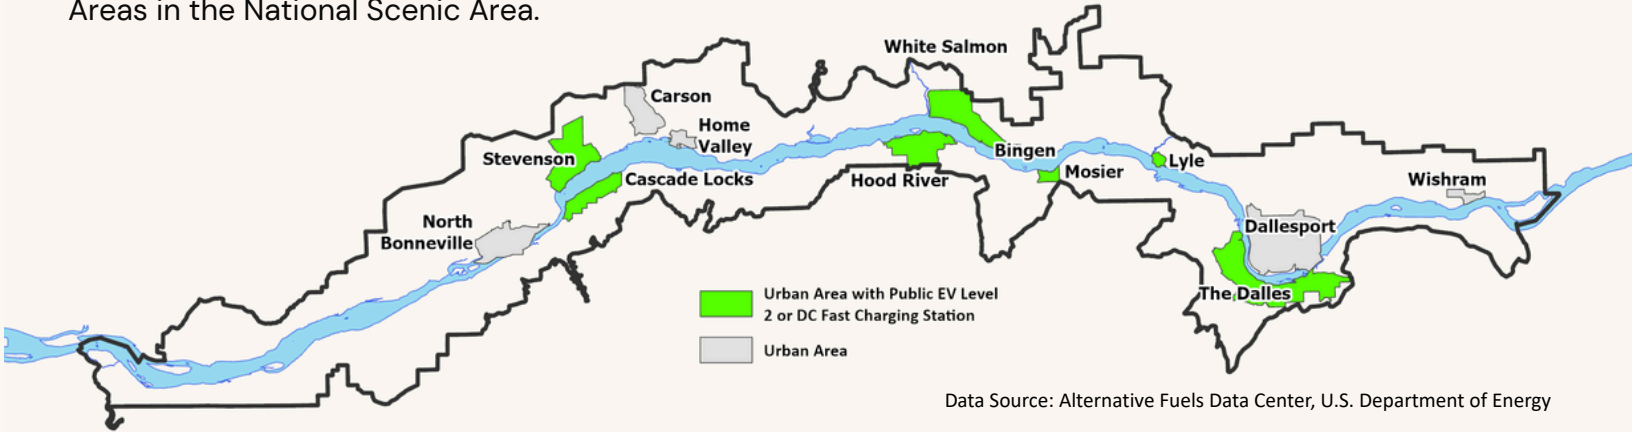 Areas in the National Scenic Area.
White Salmon
Carson
Home
Valley
Stevenson
Bingen
Lyle
Cascade Locks
Hood River
Mosier
Wishram
North
Bonneville
Dallesport
The Dalles
Urban Area with Public EV Level
2 or DC Fast Charging Station
Urban Area
Data Source: Alternative Fuels Data Center, U.S. Department of Energy